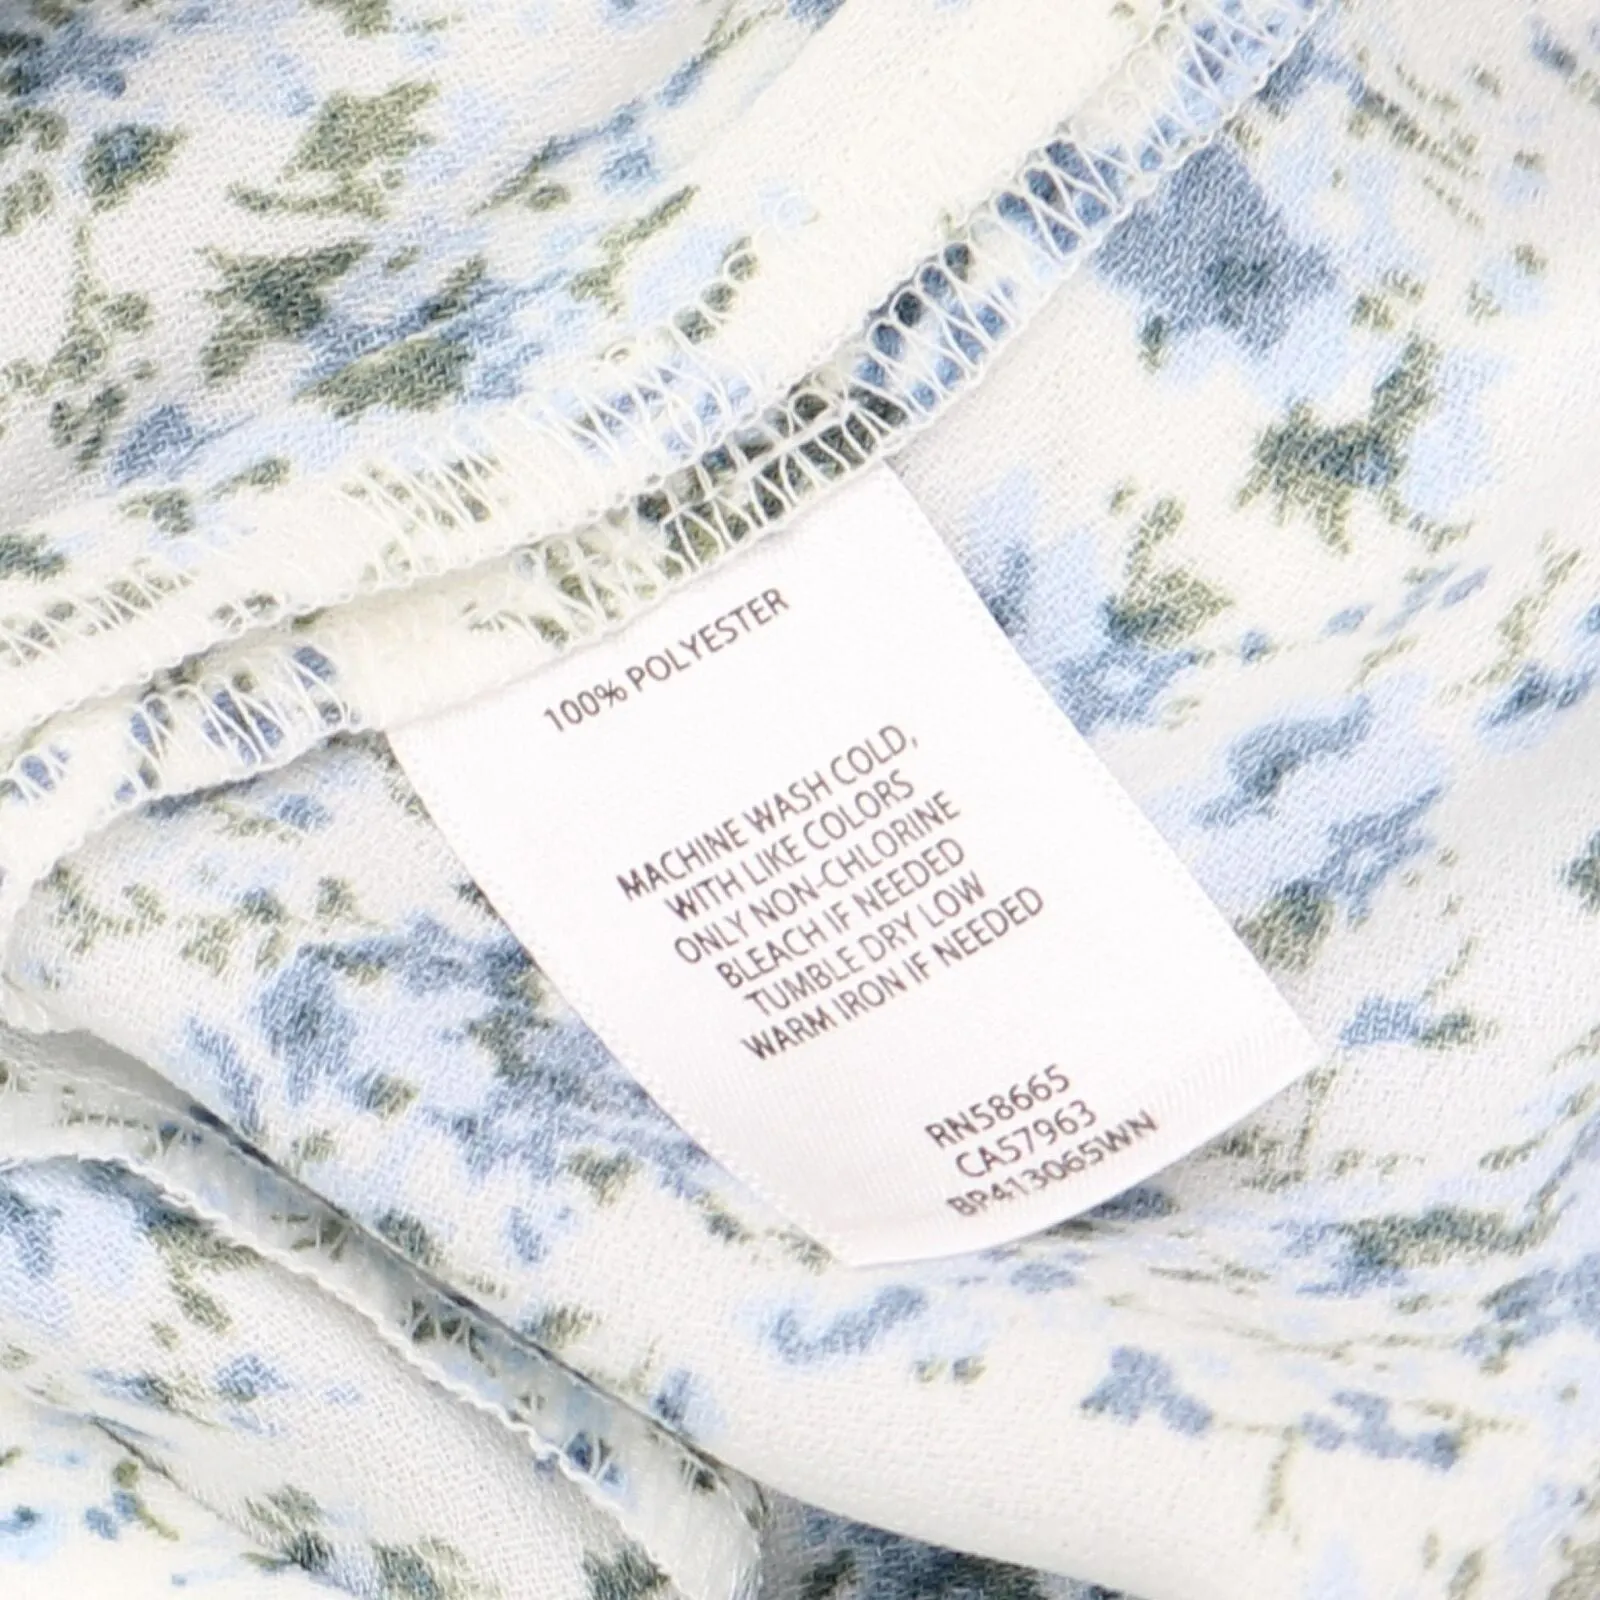 100% POLYESTER
MACHINE WASH COLD,
WITH LIKE COLORS
ONLY NON-CHLORINE
BLEACH IF NEEDED
TUMBLE DRY LOW
WARM IRON IF NEEDED
RN58665
CA57963
BP413065WN